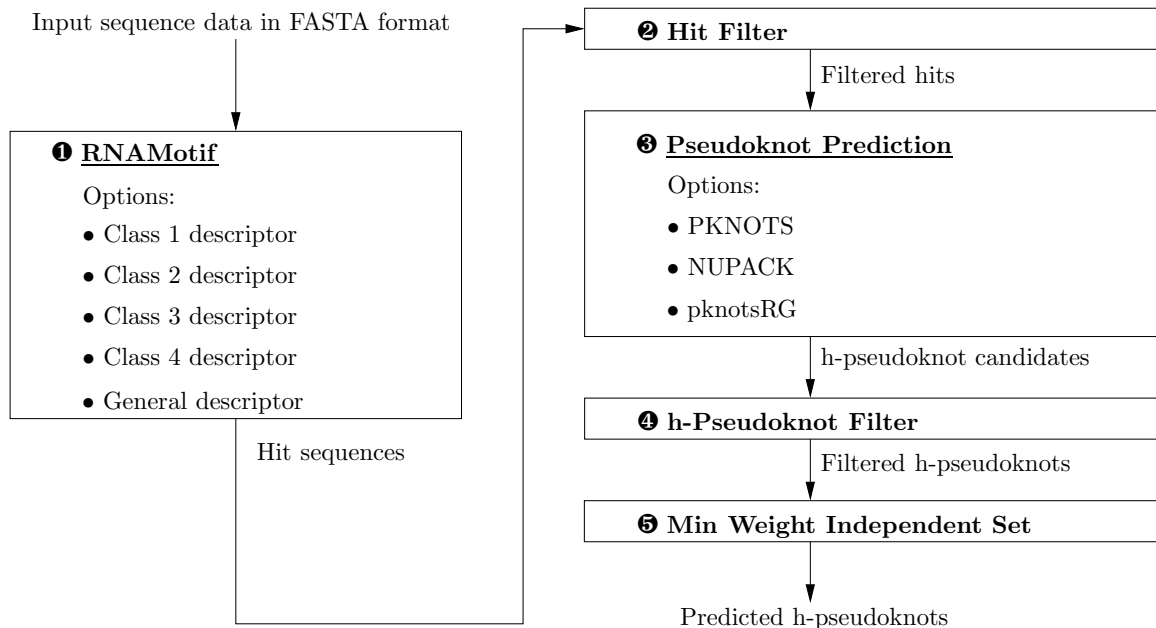 Input sequence data in FASTA format
❶ RNAMotif
Options:
• Class 1 descriptor
• Class 2 descriptor
• Class 3 descriptor
• Class 4 descriptor
• General descriptor
Hit sequences
❷ Hit Filter
Filtered hits
❸ Pseudoknot Prediction
Options:
• PKNOTS
• NUPACK
• pknotsRG
h-pseudoknot candidates
❹ h-Pseudoknot Filter
Filtered h-pseudoknots
❺ Min Weight Independent Set
Predicted h-pseudoknots